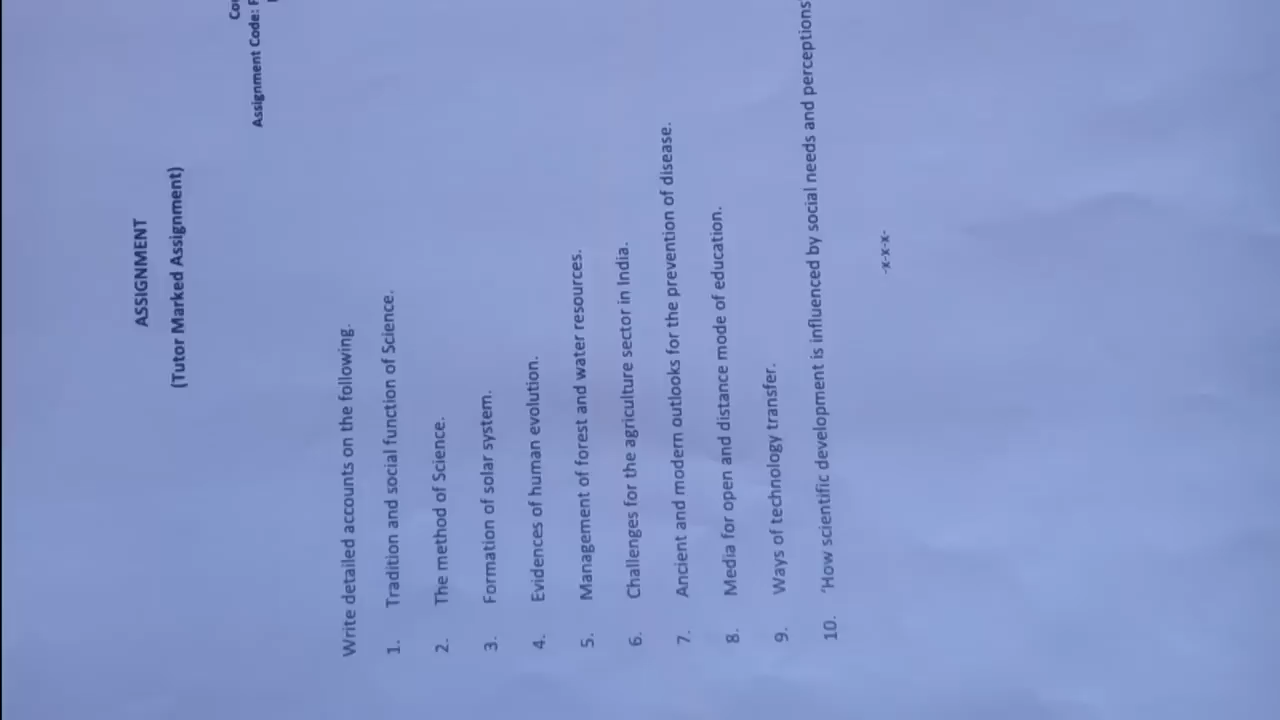 ASSIGNMENT
(Tutor Marked Assignment)
Assignment Code:
Write detailed accounts on the following.
1. Tradition and social function of Science.
2. The method of Science.
3. Formation of solar system.
4. Evidences of human evolution.
5. Management of forest and water resources.
6. Challenges for the agriculture sector in India.
7. Ancient and modern outlooks for the prevention of disease.
8. Media for open and distance mode of education.
9. Ways of technology transfer.
10. 'How scientific development is influenced by social needs and perceptions
-x-x-x-